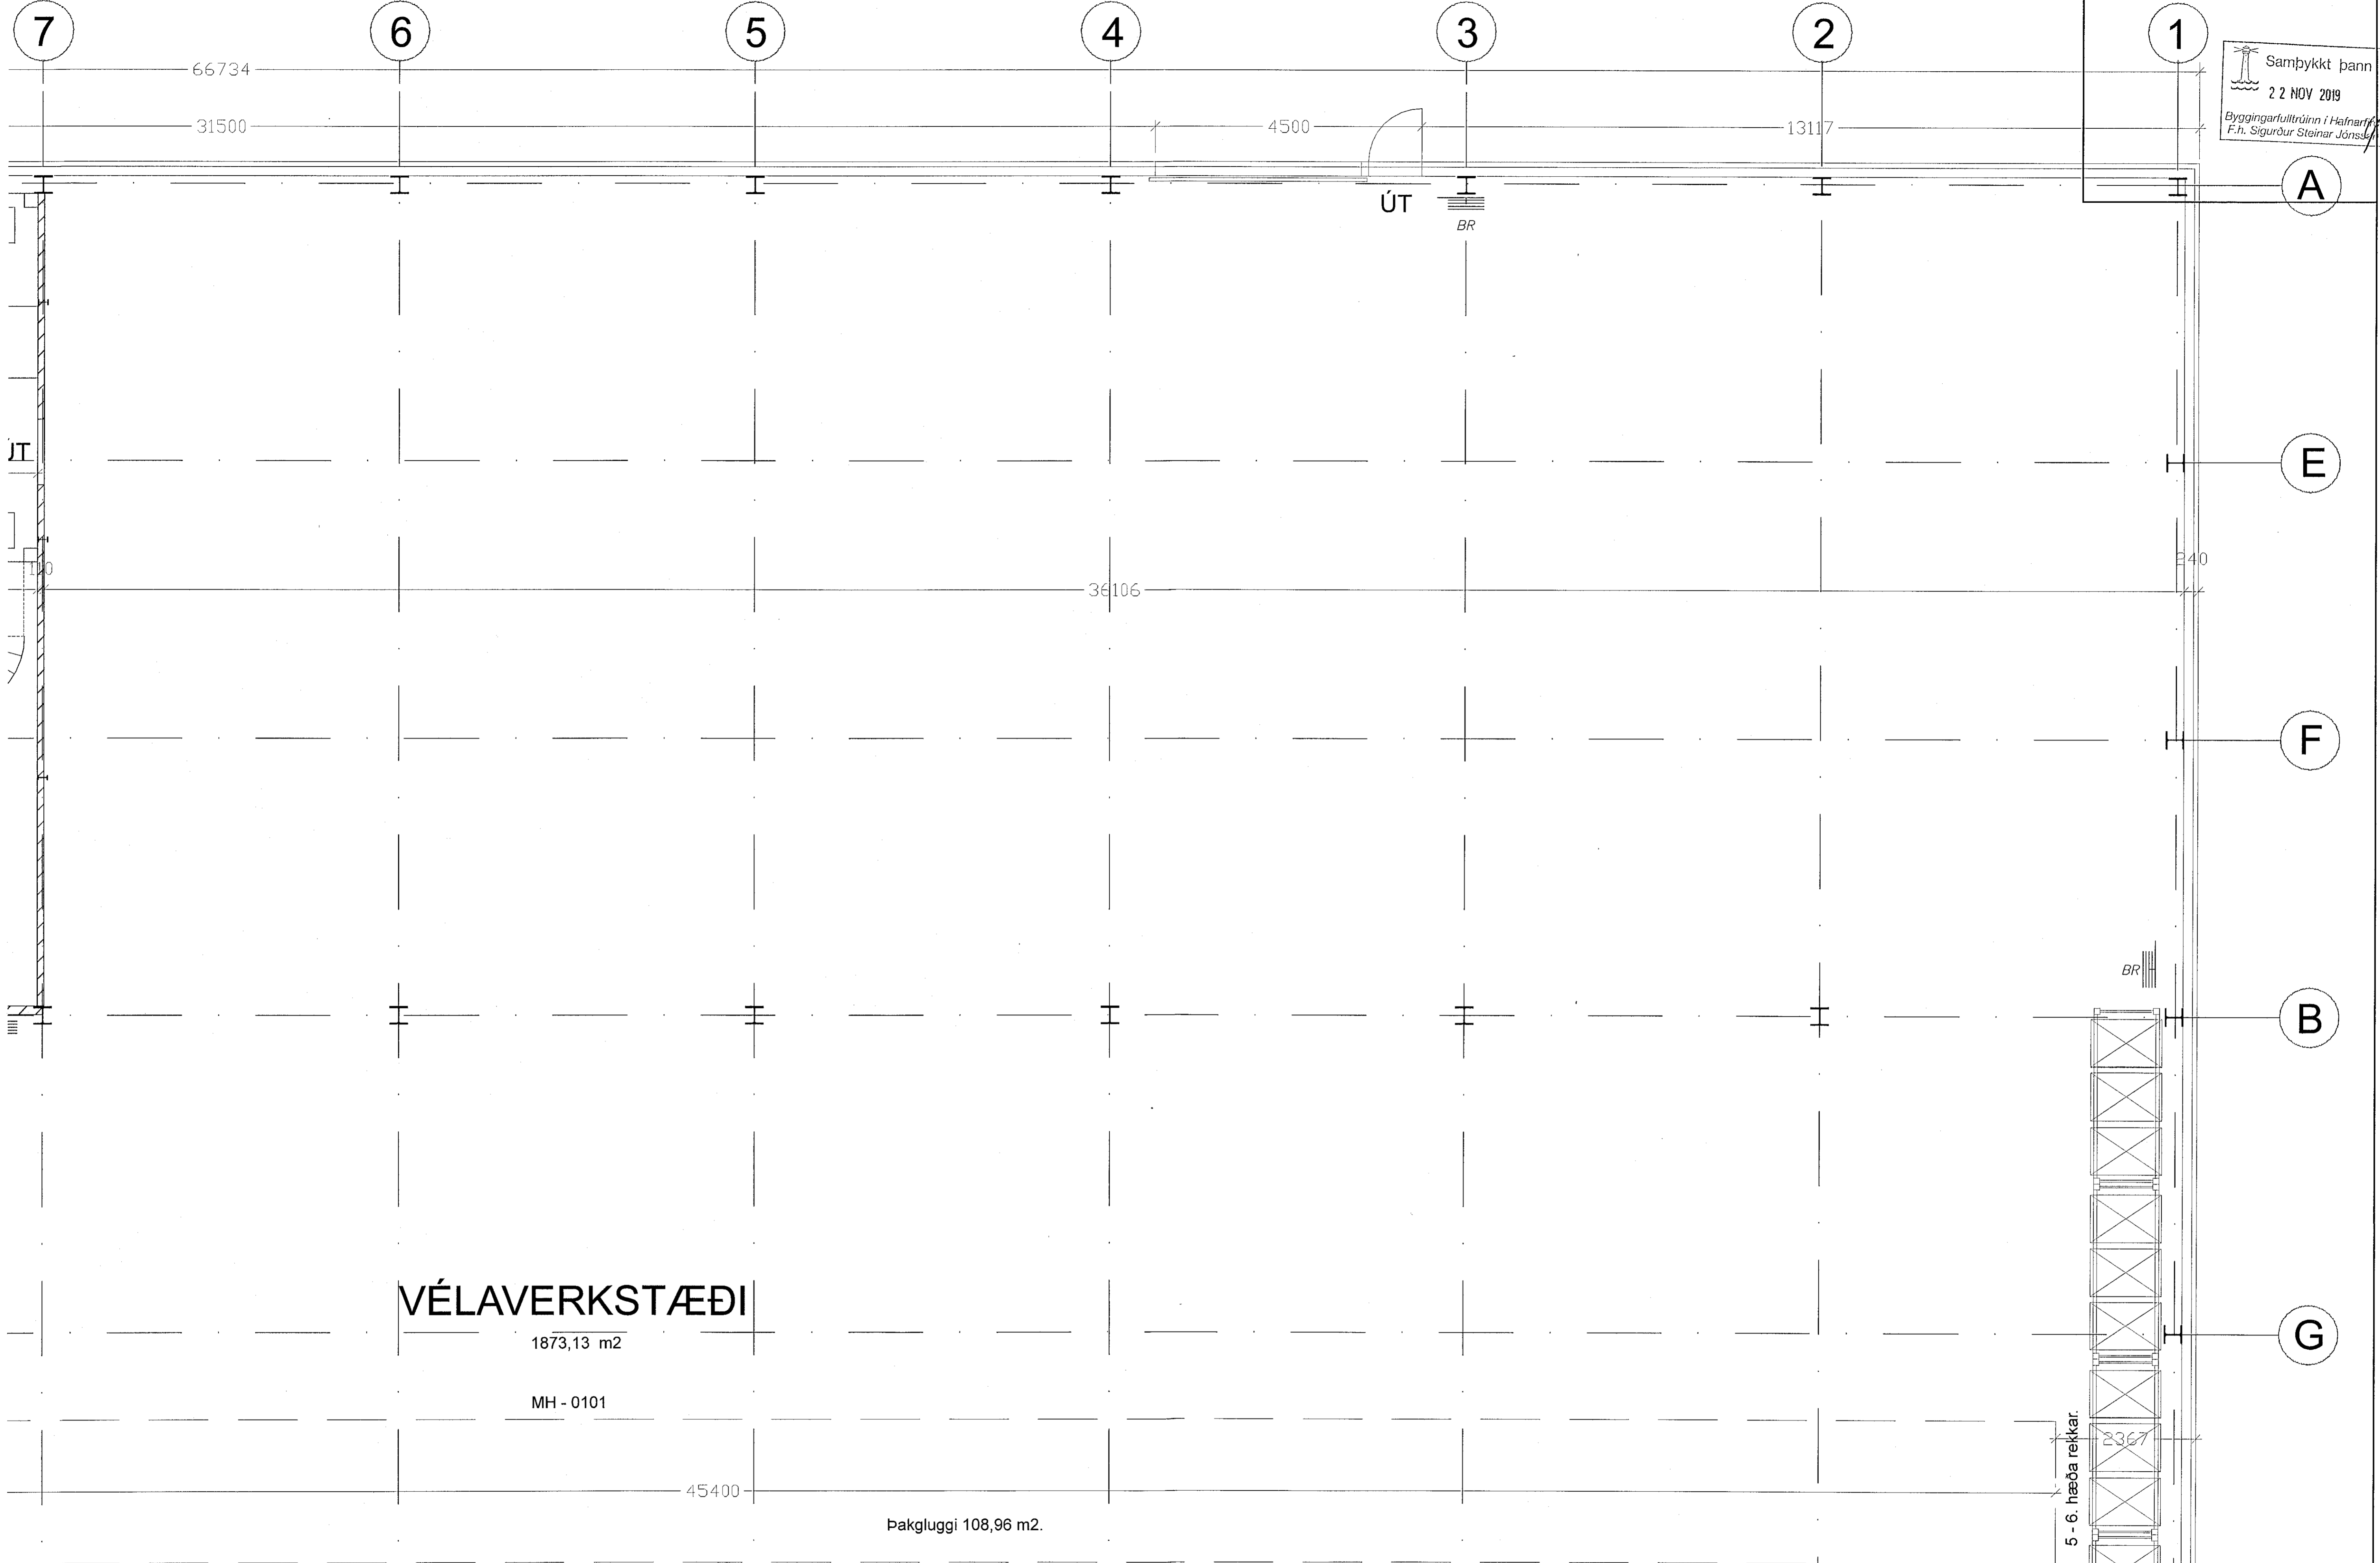 7 6 5 4 3 2 1
66734
Samþykkt þann
22 NOV 2019
Byggingarfulltrúinn í
F.h. Sigurður Steinar
31500 4500 13117
A
ÚT
BR
E
240
110
36106
F
BR
B
VÉLAVERKSTÆÐI
1873,13 m2
G
MH - 0101
5 - 6. hæða rekkar.
2367
45400
Þakgluggi 108,96 m2.